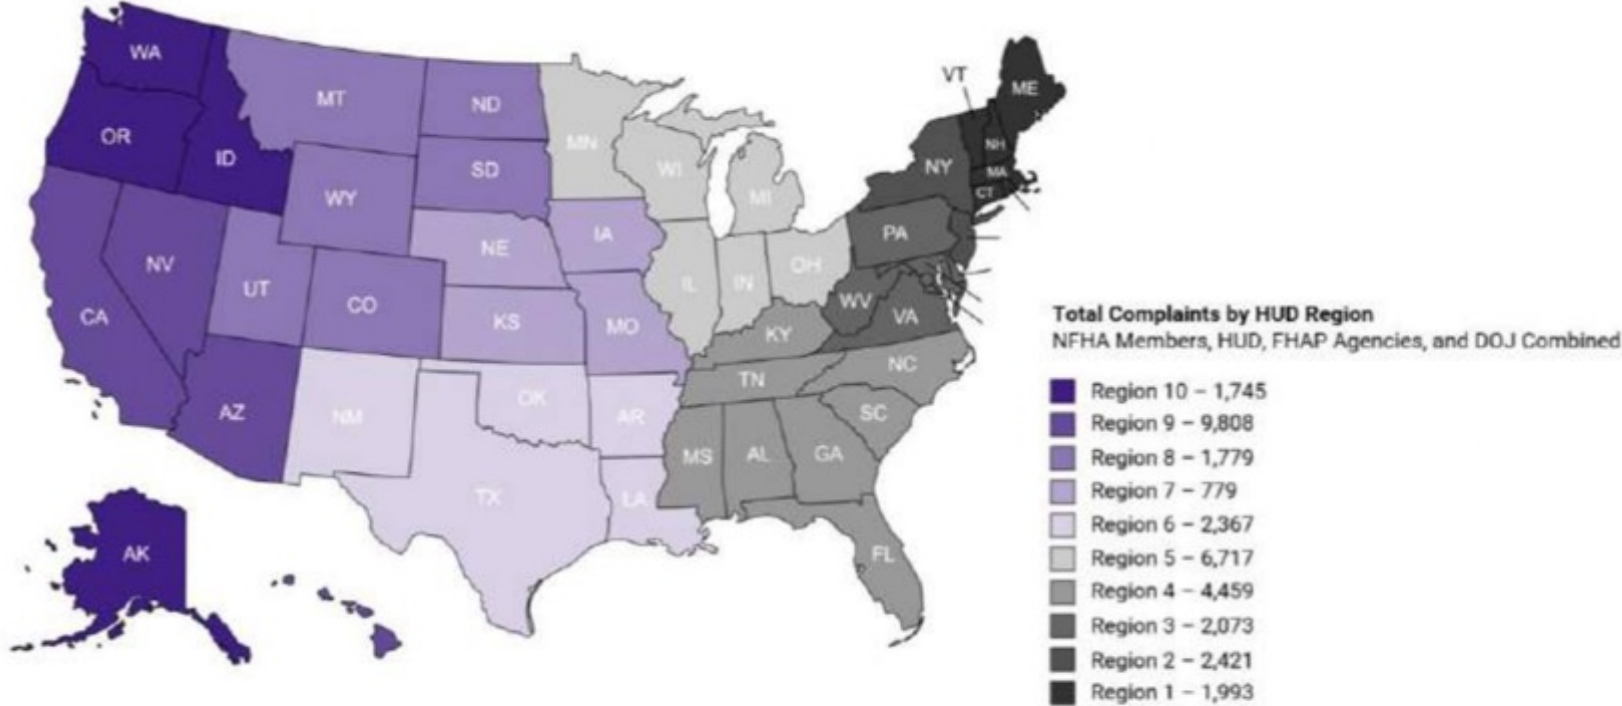 WA
MT
ND
MN
OR
ID
SD
WI
MI
WY
NE
IA
NV
UT
CO
KS
MO
IL
IN
OH
CA
AZ
NM
OK
AR
TX
LA
KY
TN
MS
AL
GA
NC
SC
FL
WV
VA
PA
NY
VT
ME
NH
MA
CT
AK
Total Complaints by HUD Region
NFHA Members, HUD, FHAP Agencies, and DOJ Combined
Region 10 – 1,745
Region 9 – 9,808
Region 8 – 1,779
Region 7 – 779
Region 6 – 2,367
Region 5 – 6,717
Region 4 – 4,459
Region 3 – 2,073
Region 2 – 2,421
Region 1 – 1,993